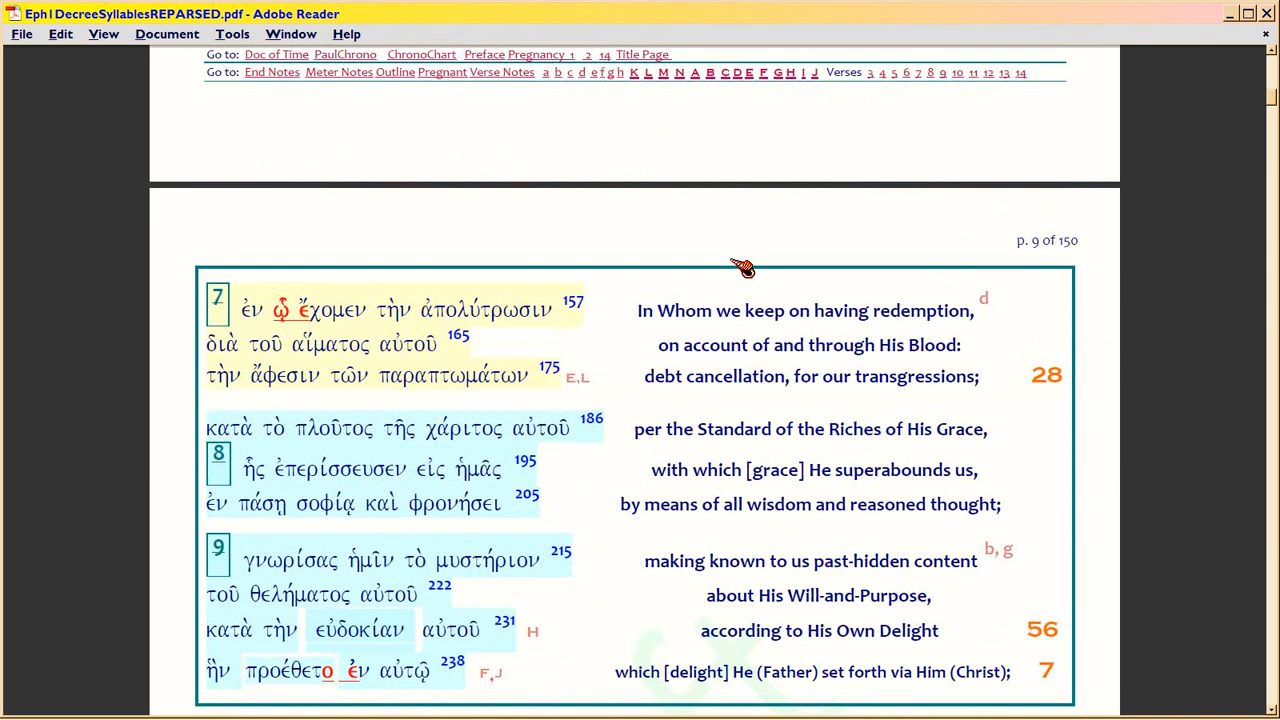 Eph1DecreeSyllablesREPARSED.pdf - Adobe Reader
File Edit View Document Tools Window Help
Go to: Doc of Time PaulChrono ChronoChart Preface Pregnancy 1 2 14 Title Page
Go to: End Notes Meter Notes Outline Pregnant Verse Notes a b c d e f g h K L M N A B C D E F G H I J Verses 3 4 5 6 7 8 9 10 11 12 13 14
p. 9 of 150
7 ἐν ᾧ ἔχομεν τὴν ἀπολύτρωσιν 157 In Whom we keep on having redemption, d
διὰ τοῦ αἵματος αὐτοῦ 165 on account of and through His Blood:
τὴν ἄφεσιν τῶν παραπτωμάτων 175 E,L debt cancellation, for our transgressions; 28
κατὰ τὸ πλοῦτος τῆς χάριτος αὐτοῦ 186 per the Standard of the Riches of His Grace,
8 ἧς ἐπερίσσευσεν εἰς ἡμᾶς 195 with which [grace] He superabounds us,
ἐν πάσῃ σοφίᾳ καὶ φρονήσει 205 by means of all wisdom and reasoned thought;
9 γνωρίσας ἡμῖν τὸ μυστήριον 215 making known to us past-hidden content b, g
τοῦ θελήματος αὐτοῦ 222 about His Will-and-Purpose,
κατὰ τὴν εὐδοκίαν αὐτοῦ 231 H according to His Own Delight 56
ἣν προέθετο ἐν αὐτῷ 238 F,J which [delight] He (Father) set forth via Him (Christ); 7